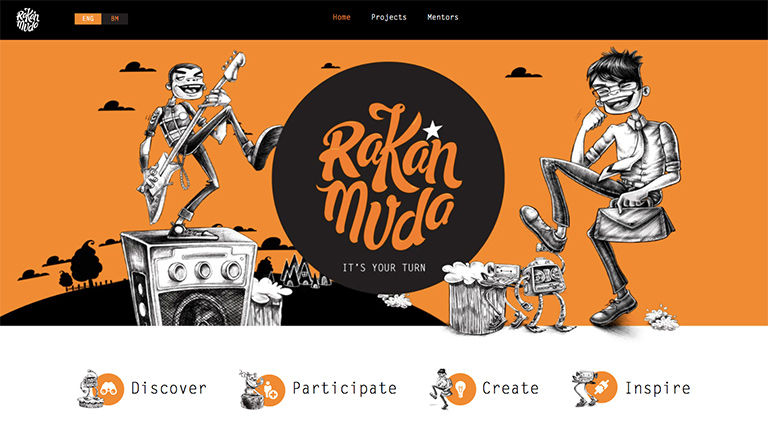 Rakan
Muda
ENG BM
Home Projects Mentors
Rakan
Muda
IT'S YOUR TURN
Discover Participate Create Inspire